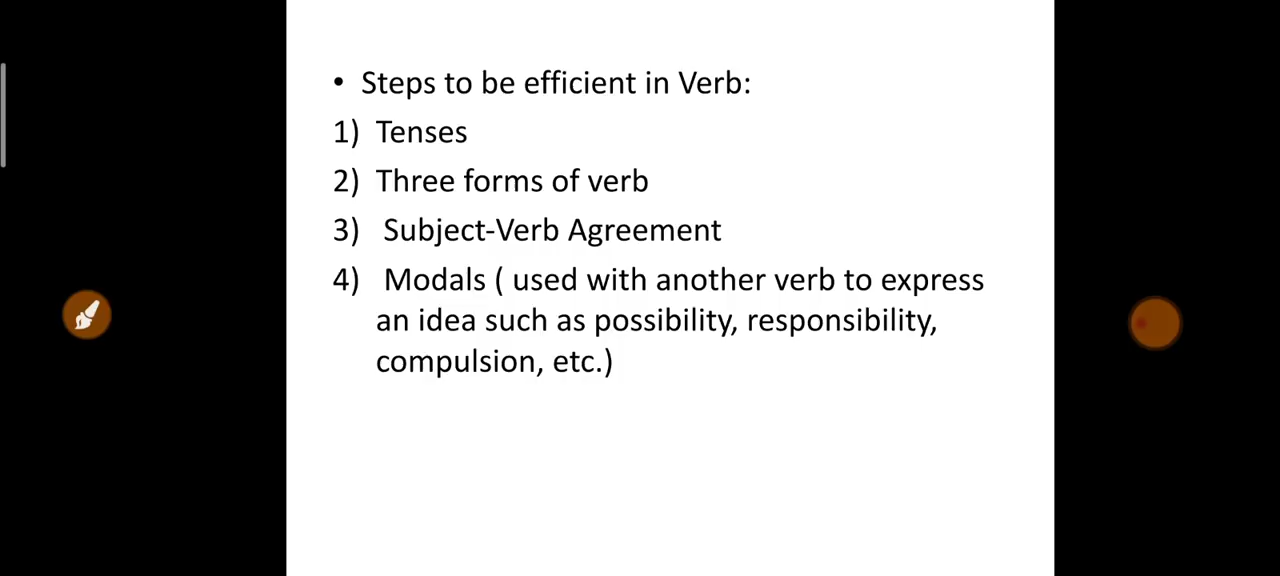 • Steps to be efficient in Verb:
1) Tenses
2) Three forms of verb
3) Subject-Verb Agreement
4) Modals ( used with another verb to express
an idea such as possibility, responsibility,
compulsion, etc.)